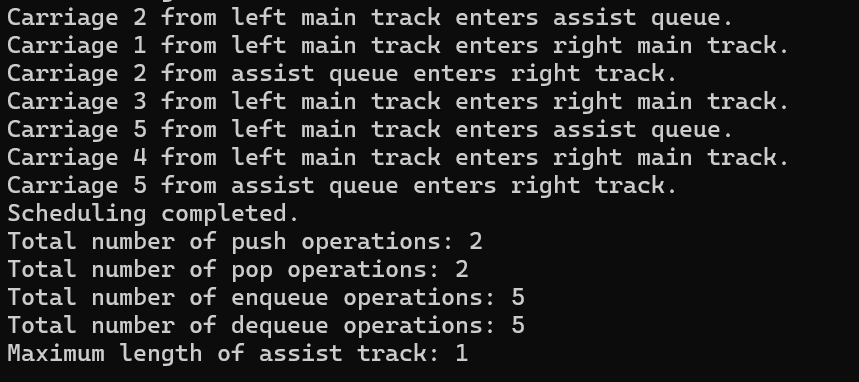 Carriage 2 from left main track enters assist queue.
Carriage 1 from left main track enters right main track.
Carriage 2 from assist queue enters right track.
Carriage 3 from left main track enters right main track.
Carriage 5 from left main track enters assist queue.
Carriage 4 from left main track enters right main track.
Carriage 5 from assist queue enters right track.
Scheduling completed.
Total number of push operations: 2
Total number of pop operations: 2
Total number of enqueue operations: 5
Total number of dequeue operations: 5
Maximum length of assist track: 1